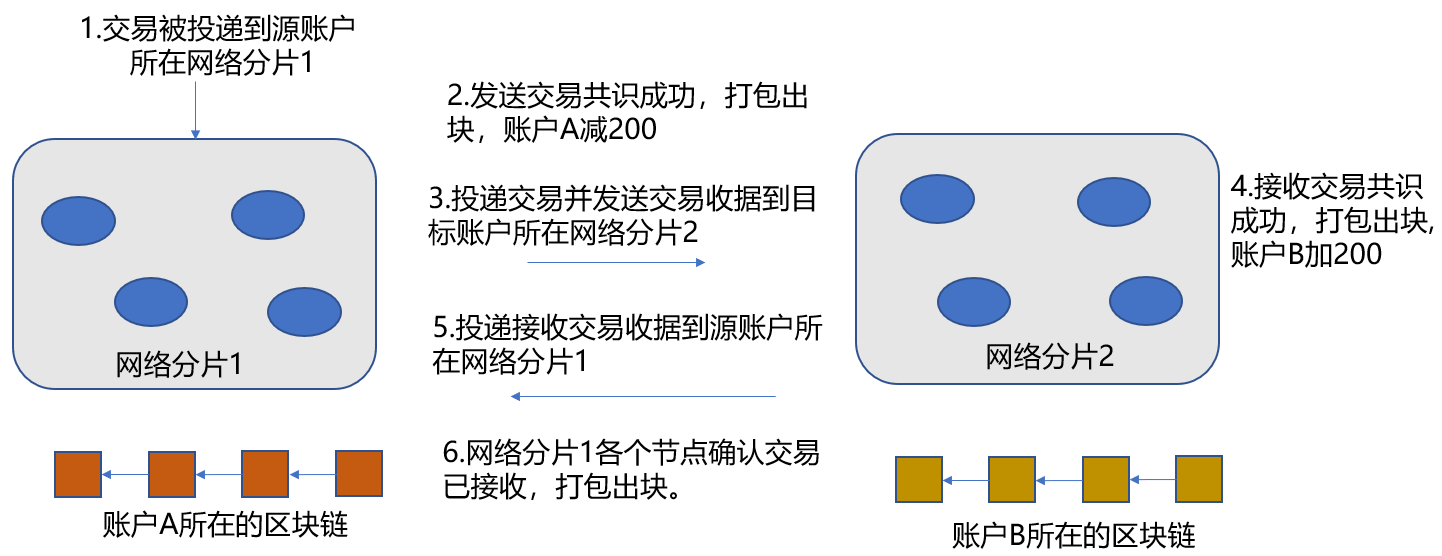 1.交易被投递到源账户
所在网络分片1
2.发送交易共识成功，打包出
块，账户A减200
3.投递交易并发送交易收据到目
标账户所在网络分片2
4.接收交易共识
成功，打包出块,
账户B加200
5.投递接收交易收据到源账户所
在网络分片1
网络分片1
网络分片2
6.网络分片1各个节点确认交易
已接收，打包出块。
账户A所在的区块链
账户B所在的区块链